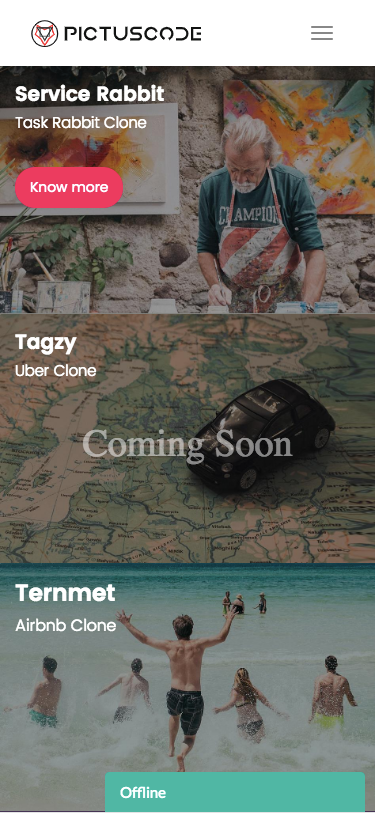 PICTUSCODE
Service Rabbit
Task Rabbit Clone
CHAMPION
Know more
Tagzy
Uber Clone
Coming Soon
Ternmet
Airbnb Clone
Offline